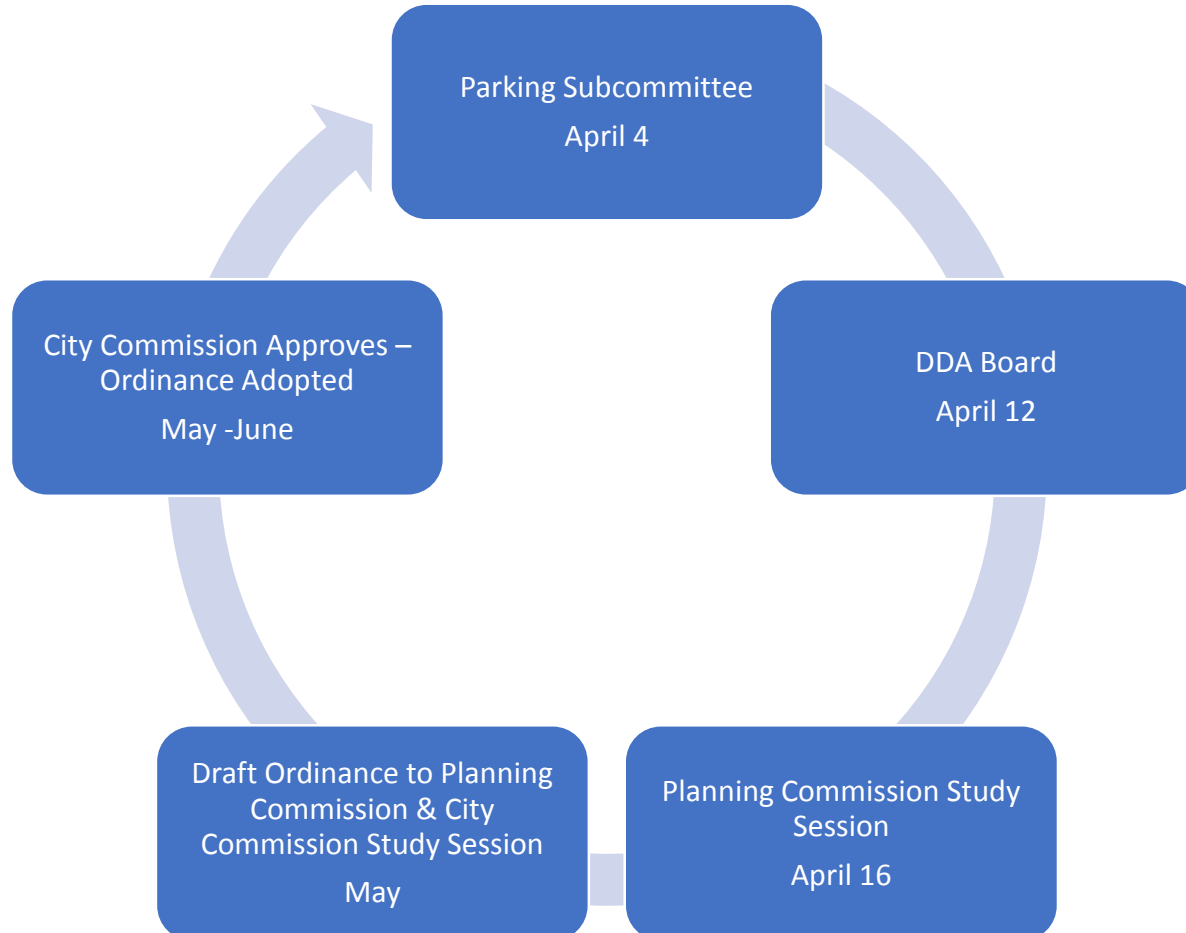 Parking Subcommittee
April 4
DDA Board
April 12
Planning Commission Study
Session
April 16
Draft Ordinance to Planning
Commission & City
Commission Study Session
May
City Commission Approves –
Ordinance Adopted
May -June